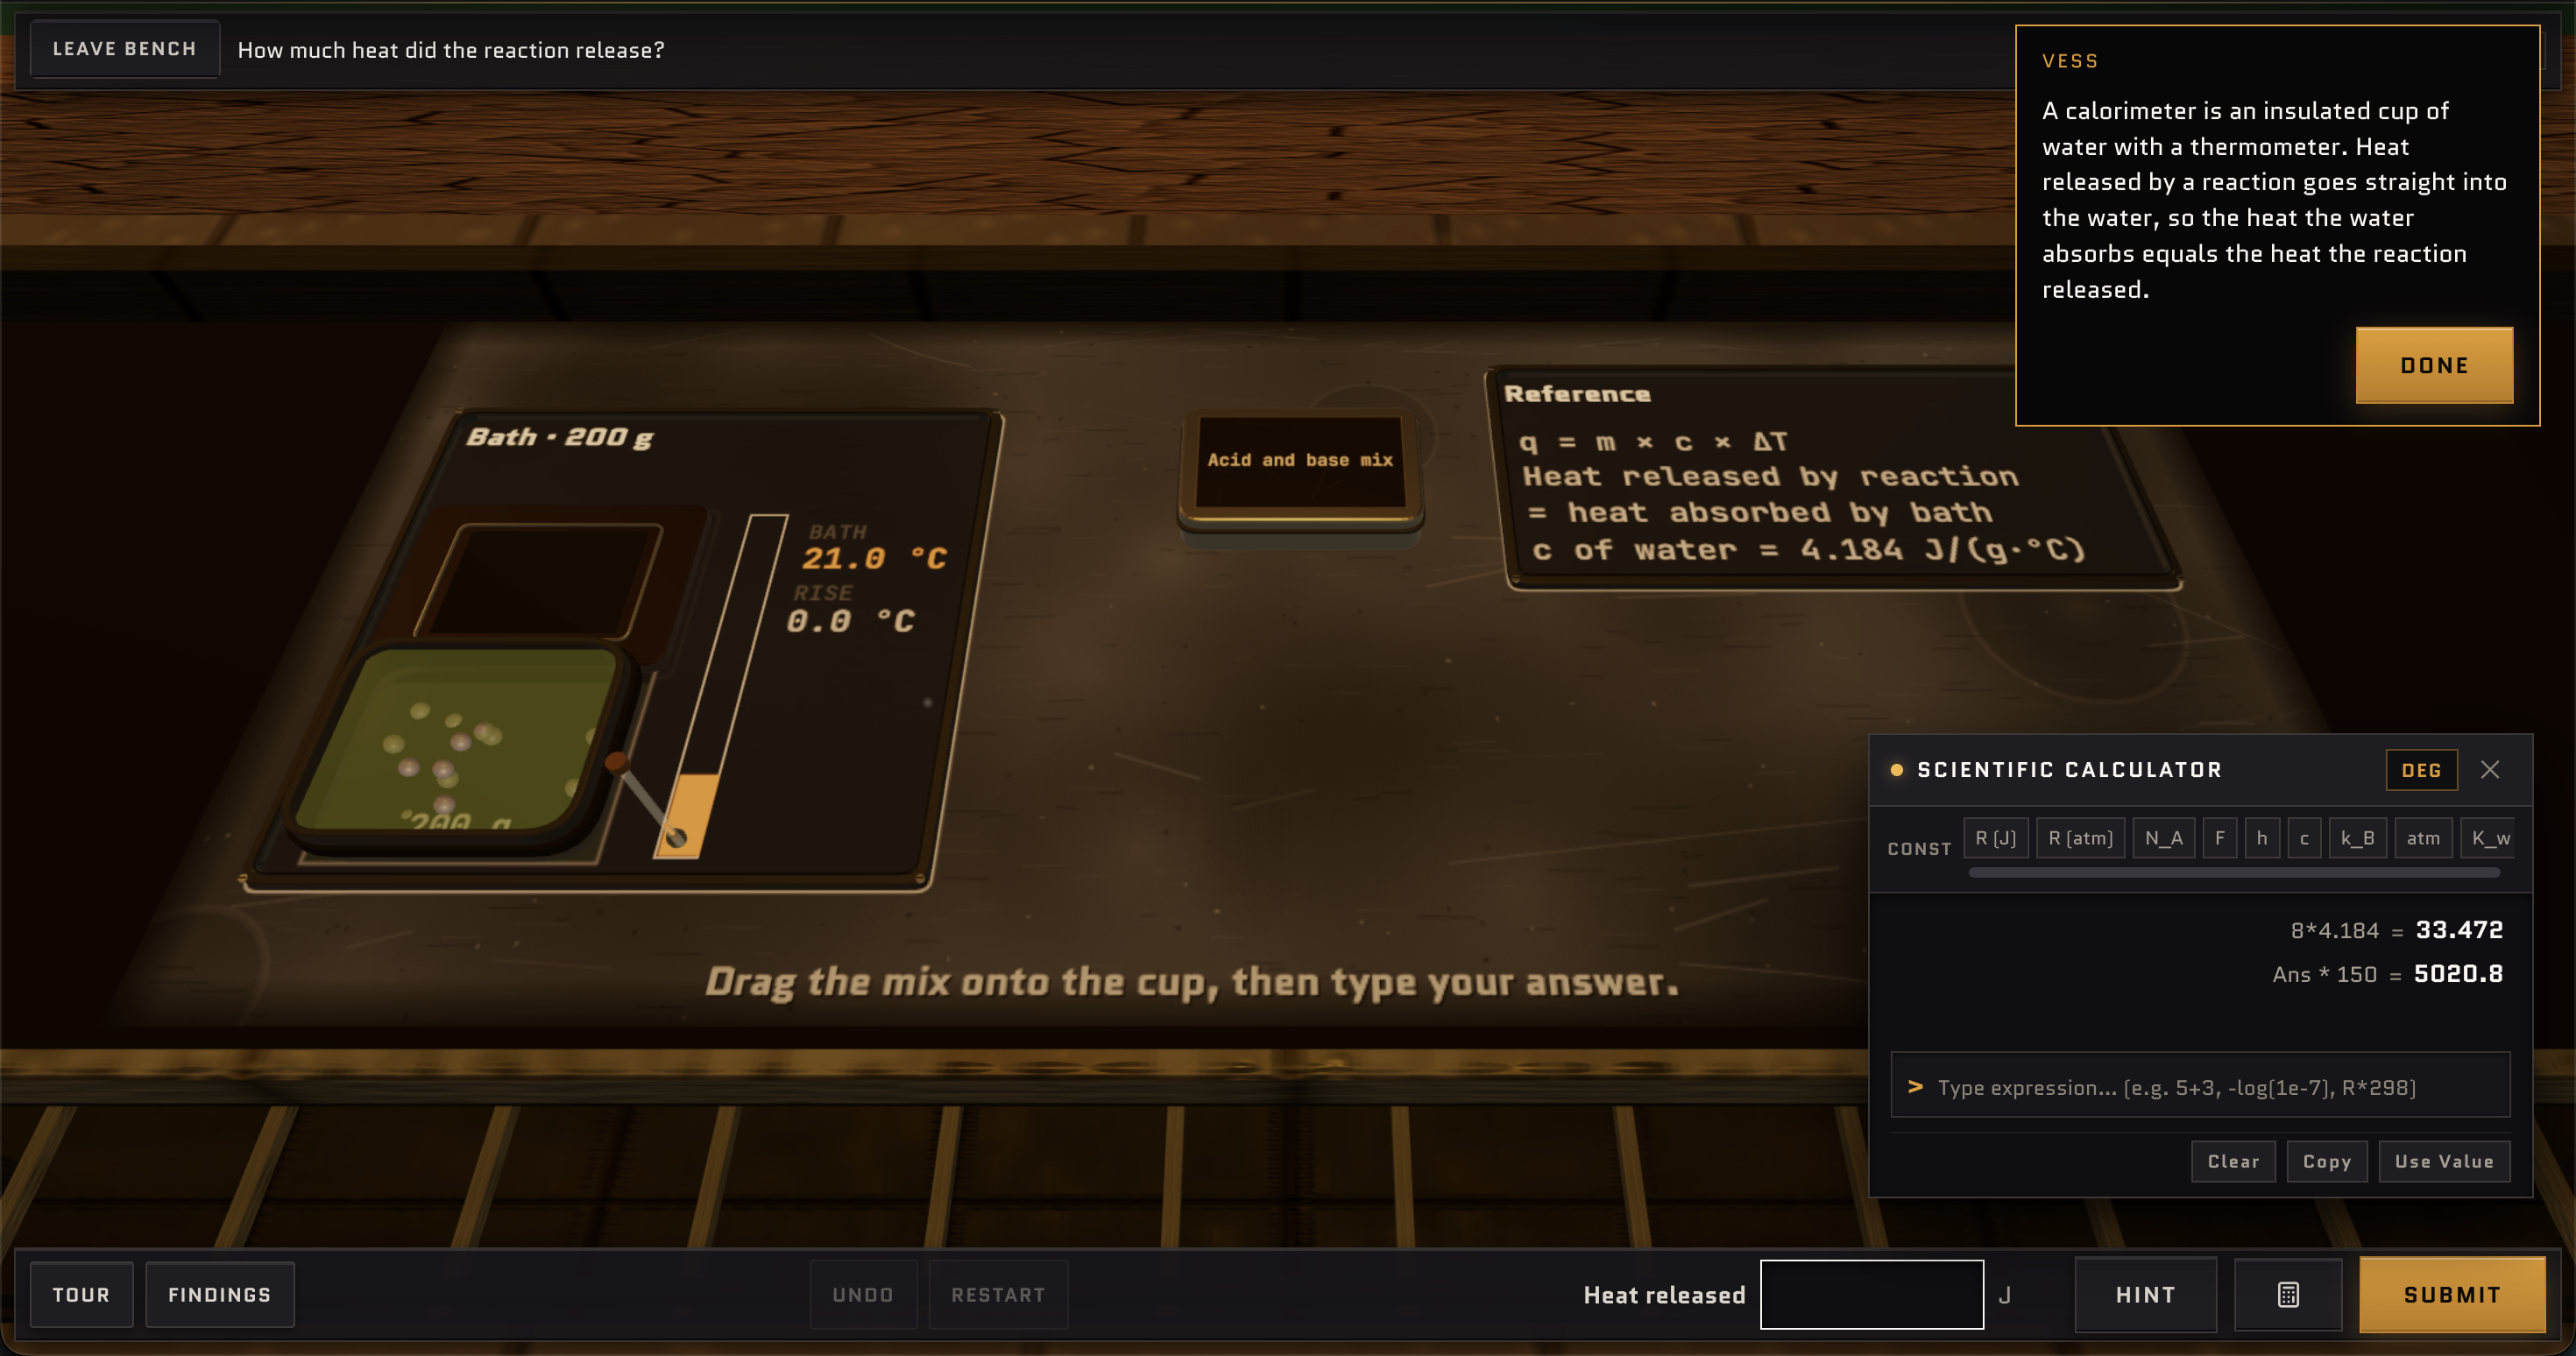 LEAVE BENCH
How much heat did the reaction release?
VESS
A calorimeter is an insulated cup of
water with a thermometer. Heat
released by a reaction goes straight into
the water, so the heat the water
absorbs equals the heat the reaction
released.
DONE
Bath · 200 g
BATH
21.0 °C
RISE
0.0 °C
200 g
Acid and base mix
Reference
q = m × c × ΔT
Heat released by reaction
= heat absorbed by bath
c of water = 4.184 J/(g·°C)
Drag the mix onto the cup, then type your answer.
SCIENTIFIC CALCULATOR
DEG
CONST
R (J)
R (atm)
N_A
F
h
c
k_B
atm
K_w
8*4.184 = 33.472
Ans * 150 = 5020.8
> Type expression... (e.g. 5+3, -log(1e-7), R*298)
Clear
Copy
Use Value
TOUR
FINDINGS
UNDO
RESTART
Heat released
J
HINT
SUBMIT